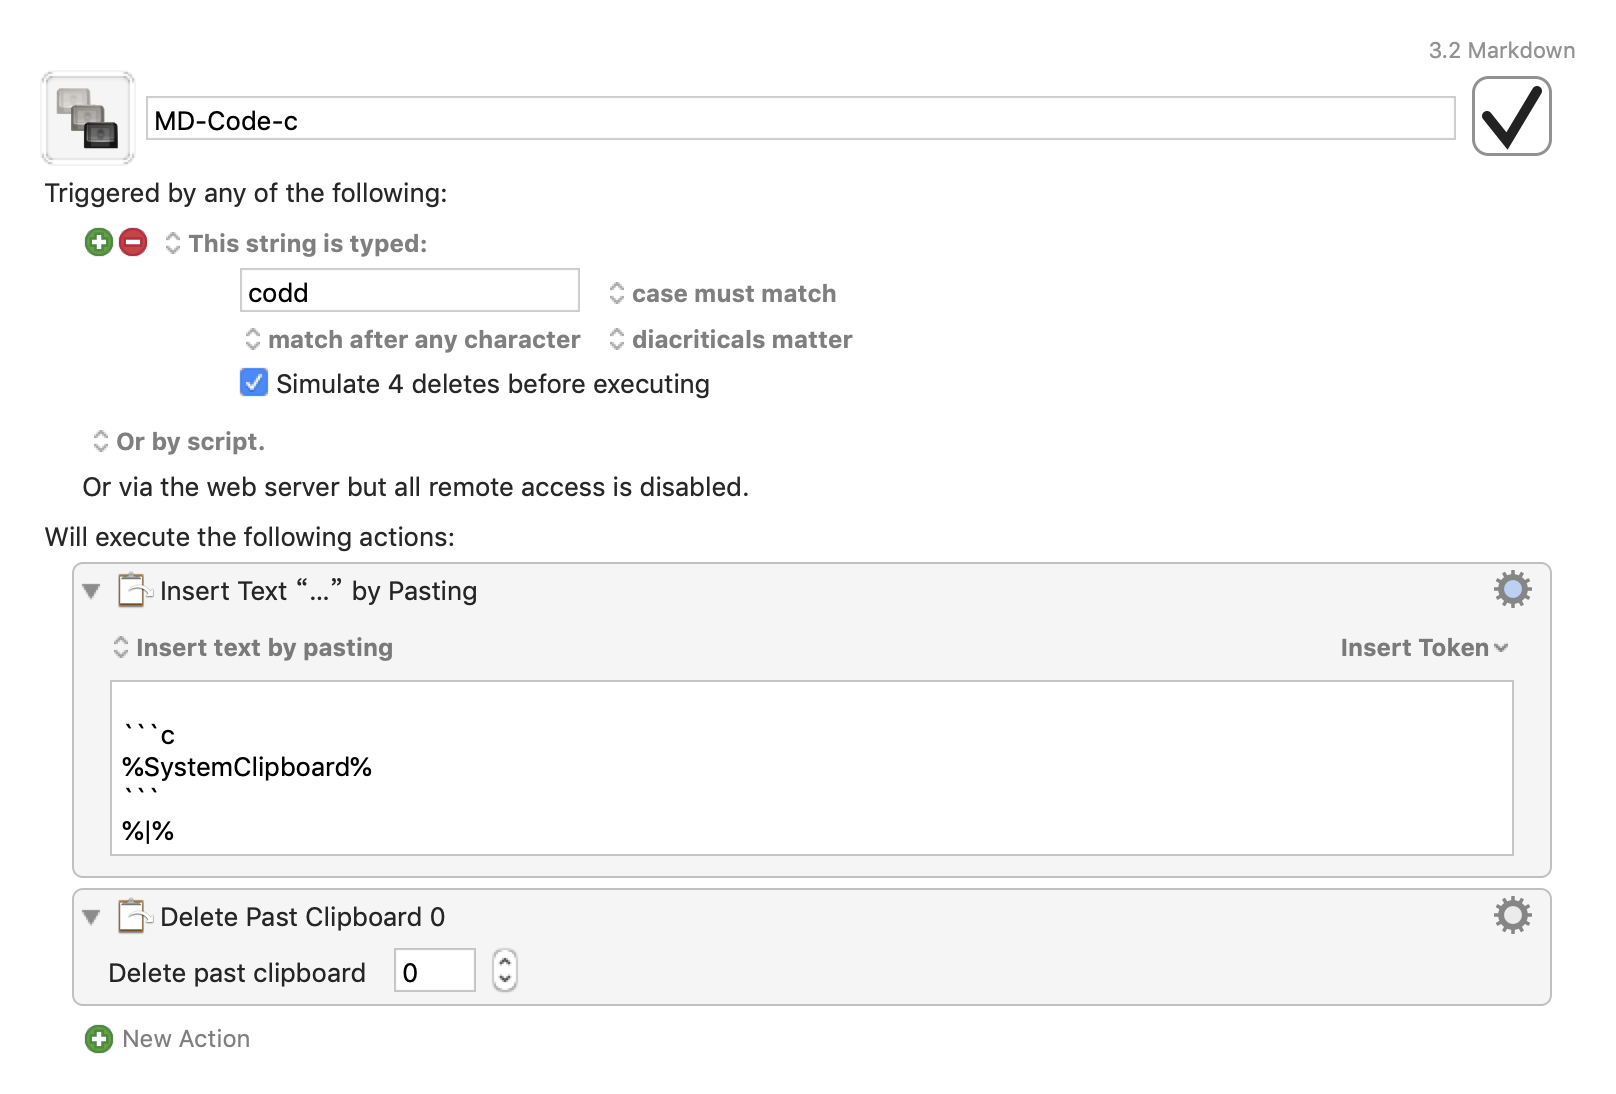 3.2 Markdown
MD-Code-c
Triggered by any of the following:
This string is typed:
codd
case must match
match after any character
diacriticals matter
Simulate 4 deletes before executing
Or by script.
Or via the web server but all remote access is disabled.
Will execute the following actions:
Insert Text “...” by Pasting
Insert text by pasting
Insert Token
```c
%SystemClipboard%
```
%|%
Delete Past Clipboard 0
Delete past clipboard
0
New Action